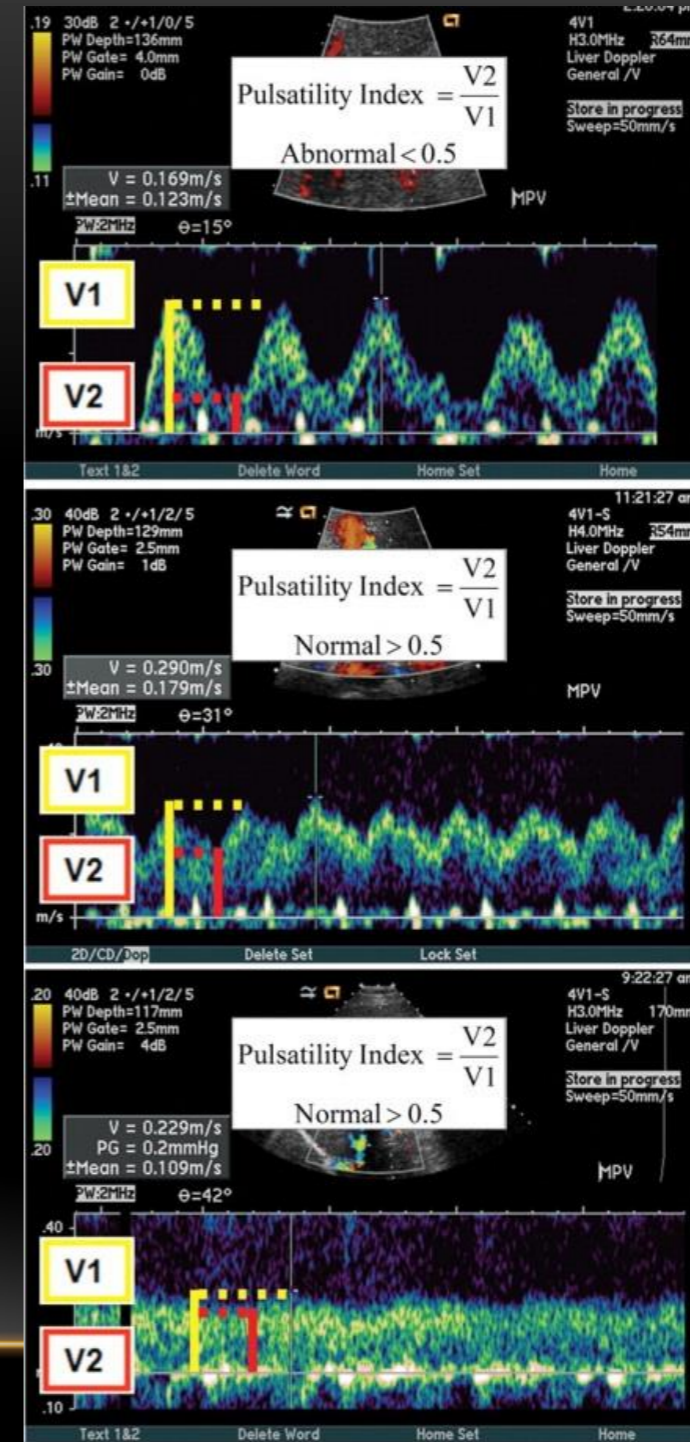 .19 30dB 2 •/+1/0/5
PW Depth=136mm
PW Gate= 4.0mm
PW Gain= 0dB
4V1
H3.0MHz R64mm
Liver Doppler
General /V
Store in progress
Sweep=50mm/s
Pulsatility Index = V2
V1
Abnormal < 0.5
.11
V = 0.169m/s
±Mean = 0.123m/s
MPV
PW:2MHz θ=15°
V1
V2
m/s
Text 1&2 Delete Word Home Set Home
11:21:27 am
.30 40dB 2 •/+1/2/5
PW Depth=129mm
PW Gate= 2.5mm
PW Gain= 1dB
4V1-S
H4.0MHz R54mm
Liver Doppler
General /V
Store in progress
Sweep=50mm/s
Pulsatility Index = V2
V1
Normal > 0.5
.30
V = 0.290m/s
±Mean = 0.179m/s
MPV
PW:2MHz θ=31°
V1
V2
m/s
2D/CD/Dop Delete Set Lock Set
9:22:27 am
.20 40dB 2 •/+1/2/5
PW Depth=117mm
PW Gate= 2.5mm
PW Gain= 4dB
4V1-S
H3.0MHz 170mm
Liver Doppler
General /V
Store in progress
Sweep=50mm/s
Pulsatility Index = V2
V1
Normal > 0.5
.20
V = 0.229m/s
PG = 0.2mmHg
±Mean = 0.109m/s
MPV
PW:2MHz θ=42°
.40
V1
V2
.10
Text 1&2 Delete Word Home Set Home